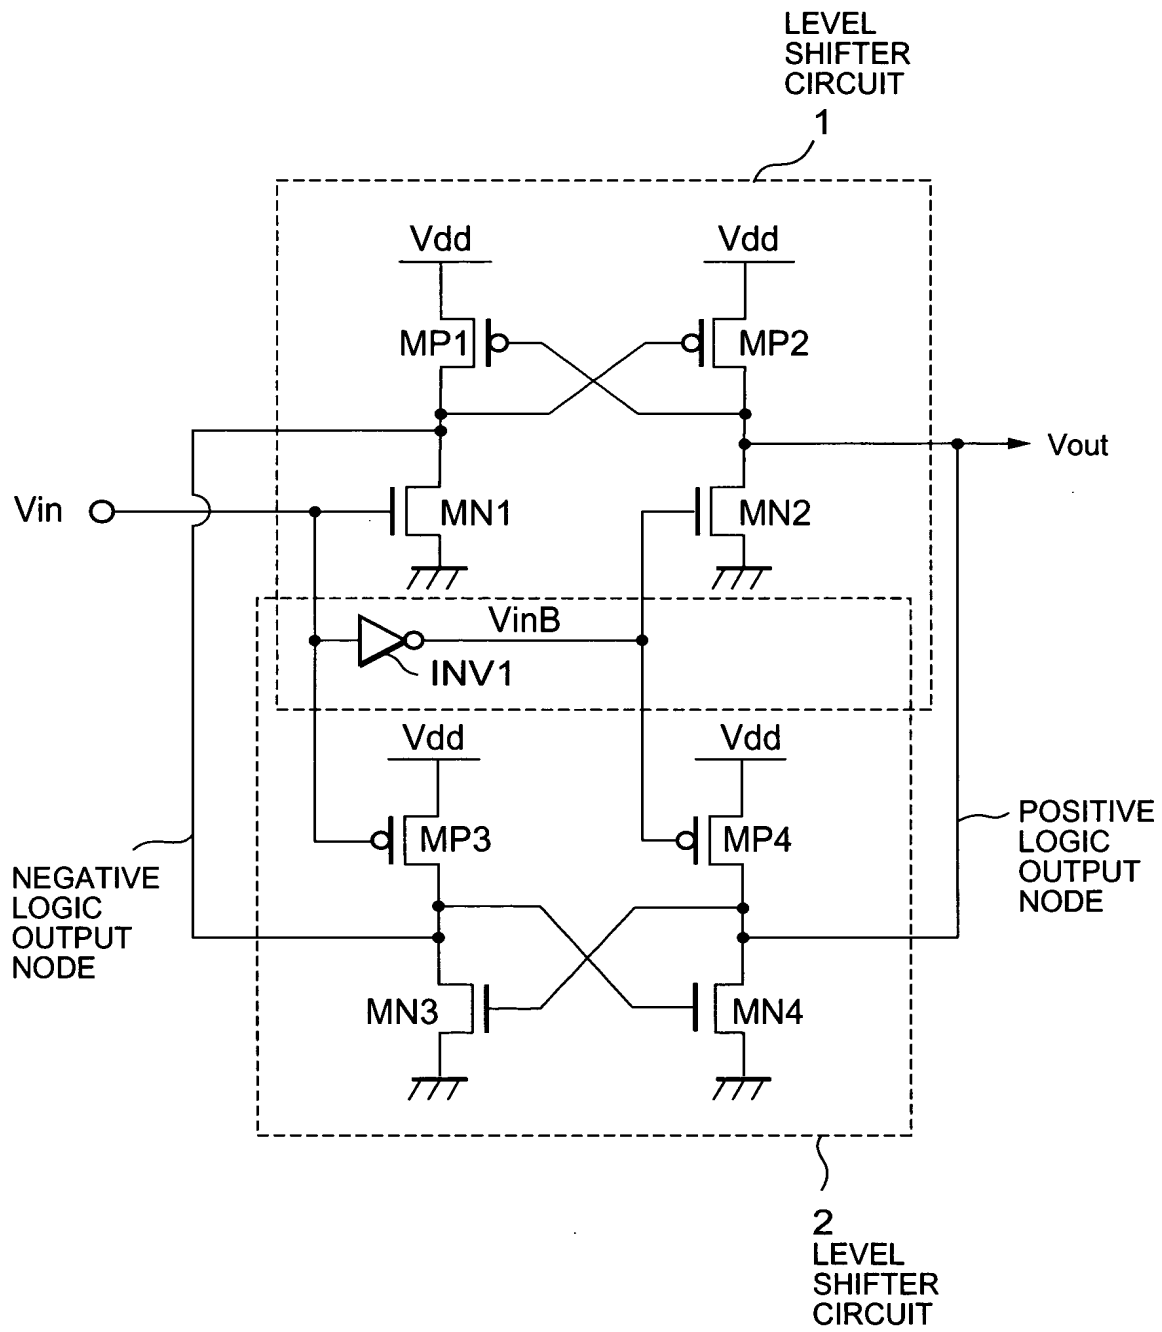 LEVEL
SHIFTER
CIRCUIT
1
Vdd
Vdd
MP1
MP2
Vout
Vin
MN1
MN2
VinB
INV1
Vdd
Vdd
MP3
MP4
POSITIVE
LOGIC
OUTPUT
NODE
NEGATIVE
LOGIC
OUTPUT
NODE
MN3
MN4
2
LEVEL
SHIFTER
CIRCUIT